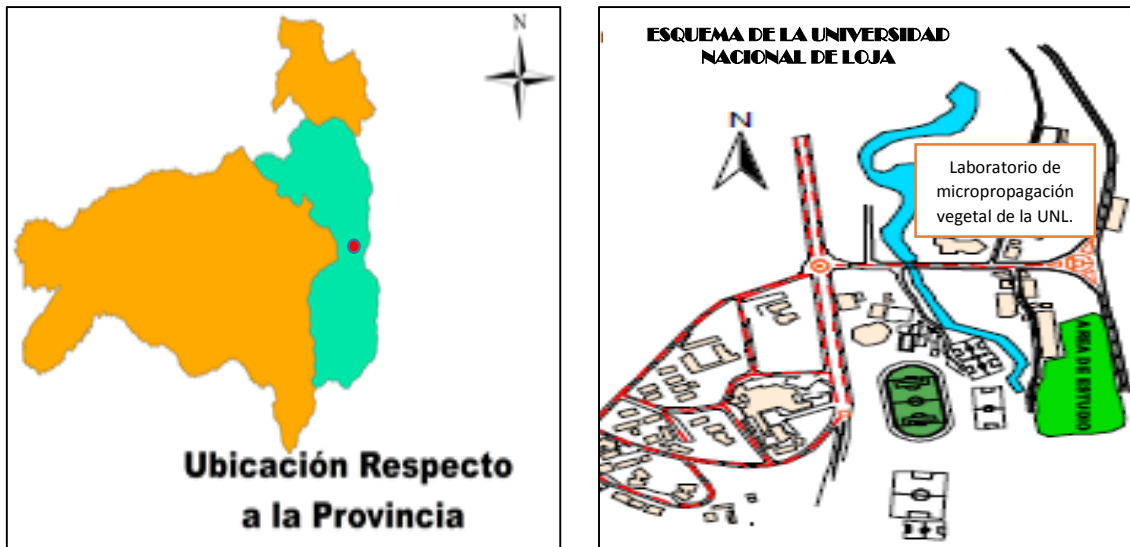 N
Ubicación Respecto
a la Provincia
ESQUEMA DE LA UNIVERSIDAD
NACIONAL DE LOJA
N
Laboratorio de
micropropagación
vegetal de la UNL.
AREA DE ESTUDIO